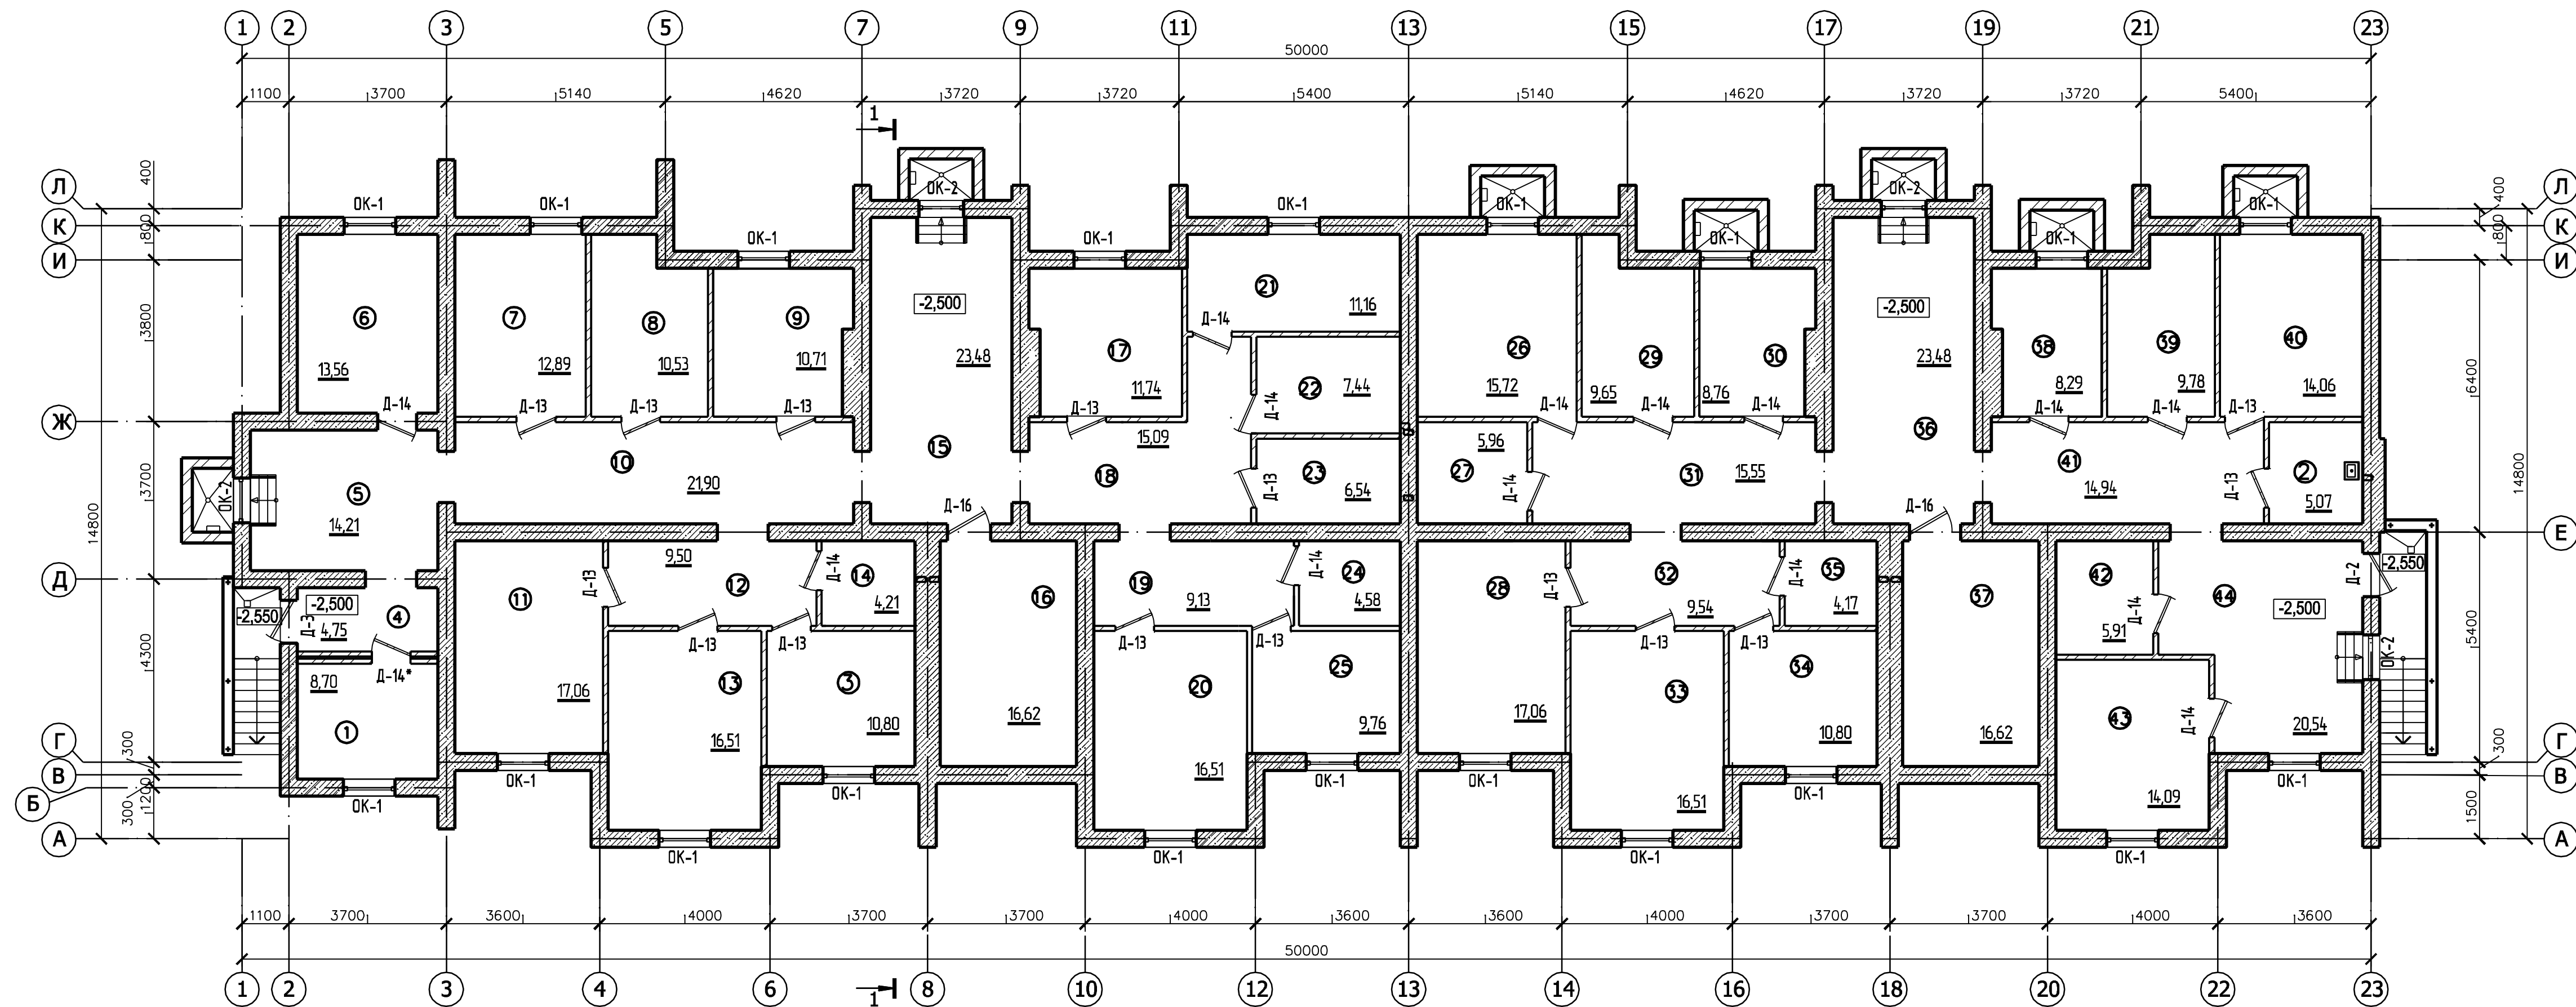 1 2 3 5 7 9 11 13 15 17 19 21 23
50000
1100 3700 5140 4620 3720 3720 5400 5140 4620 3720 3720 5400
1
Л 400 400 Л
К 800 800 К
И И
ОК-1 ОК-1 ОК-1 ОК-2 ОК-1 ОК-1 ОК-1 ОК-1 ОК-2 ОК-1 ОК-1
3800 6400
-2,500 -2,500
6 7 8 9 17 21 26 29 30 38 39 40
13,56 12,89 10,53 10,71 23,48 11,74 11,16 15,72 9,65 8,76 23,48 8,29 9,78 14,06
Д-14
22 7,44
Д-14
Ж Д-14 Д-13 Д-13 Д-13 Д-13 Д-14 Д-14 Д-14 Д-14 Д-14 Д-13
15,09 5,96
10 15 18 23 27 31 36 41 2
14800 3700 14800
ОК-2 5 21,90 Д-13 6,54 Д-14 15,55 14,94 Д-13 5,07
14,21 Д-16 Д-16
Е
Д
9,50
11 Д-13 12 Д-14 14 16 19 Д-14 24 28 Д-13 32 Д-14 35 37 42 44 Д-2 -2,550
-2,550 -2,500 4 4,21 9,13 4,58 9,54 4,17 Д-14 -2,500
Д-3 4,75 5,91
Д-13 Д-13 Д-13 Д-13 Д-13 Д-13
4300 5400
8,70 Д-14* ОК-2
17,06 13 3 20 25 33 34 43
1 16,51 10,80 16,62 9,76 17,06 10,80 16,62 Д-14 20,54
16,51 16,51 14,09
Г 300 300 Г
В В
Б 300 1200 1500
ОК-1 ОК-1 ОК-1 ОК-1 ОК-1 ОК-1 ОК-1
А А
ОК-1 ОК-1 ОК-1 ОК-1
1100 3700 3600 4000 3700 3700 4000 3600 3600 4000 3700 3700 4000 3600
50000
1 2 3 4 6 1 8 10 12 13 14 16 18 20 22 23